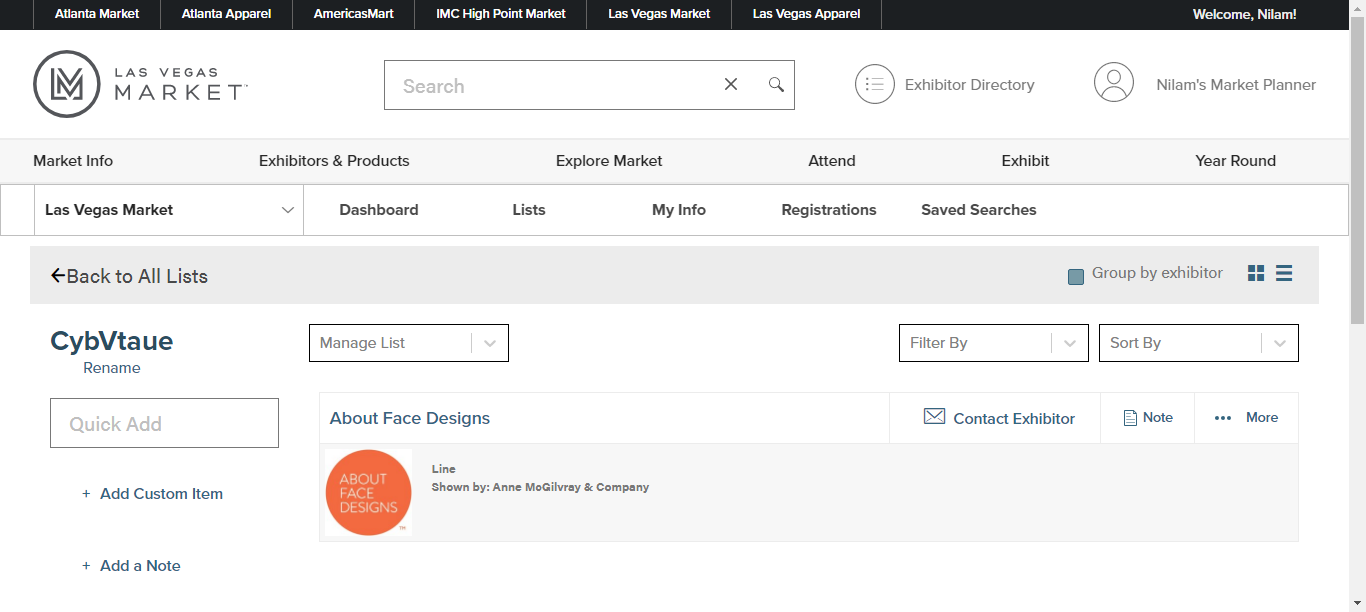 Atlanta Market Atlanta Apparel AmericasMart IMC High Point Market Las Vegas Market Las Vegas Apparel Welcome, Nilam!
LAS VEGAS
MARKET
Search
Exhibitor Directory
Nilam's Market Planner
Market Info Exhibitors & Products Explore Market Attend Exhibit Year Round
Las Vegas Market Dashboard Lists My Info Registrations Saved Searches
Back to All Lists Group by exhibitor
CybVtaue
Rename
Manage List Filter By Sort By
Quick Add
About Face Designs Contact Exhibitor Note More
ABOUT
FACE
DESIGNS
TM
Line
Shown by: Anne McGilvray & Company
+ Add Custom Item
+ Add a Note